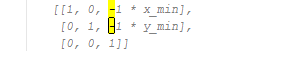 [[1, 0, -1 * x_min],
[0, 1, -1 * y_min],
[0, 0, 1]]